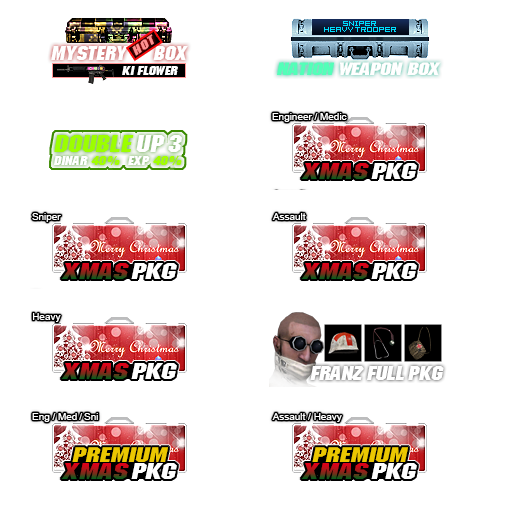 MYSTERY HOT BOX
K1 FLOWER
SNIPER
HEAVY TROOPER
WEAPON BOX
DOUBLE UP 3
DINAR 40% EXP 40%
Engineer / Medic
Merry Christmas
XMAS PKG
Sniper
Merry Christmas
XMAS PKG
Assault
Merry Christmas
XMAS PKG
Heavy
Merry Christmas
XMAS PKG
FRANZ FULL PKG
Eng / Med / Sni
PREMIUM
XMAS PKG
Assault / Heavy
PREMIUM
XMAS PKG